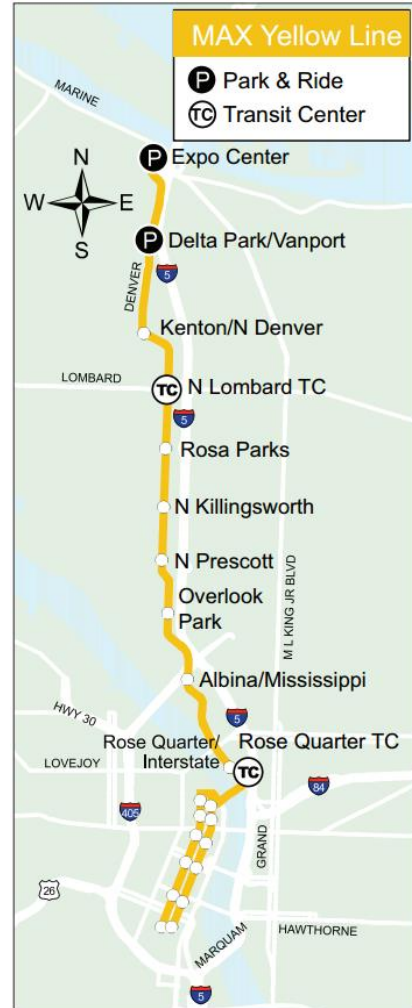 MAX Yellow Line
P Park & Ride
TC Transit Center
MARINE
P Expo Center
N
W E
S
P Delta Park/Vanport
DENVER
5
Kenton/N Denver
LOMBARD
TC N Lombard TC
5
Rosa Parks
N Killingsworth
N Prescott
Overlook
Park
M L KING JR BLVD
Albina/Mississippi
HWY 30
5
Rose Quarter/
Interstate
Rose Quarter TC
TC
LOVEJOY
84
405
GRAND
26
HAWTHORNE
MARQUAM
5